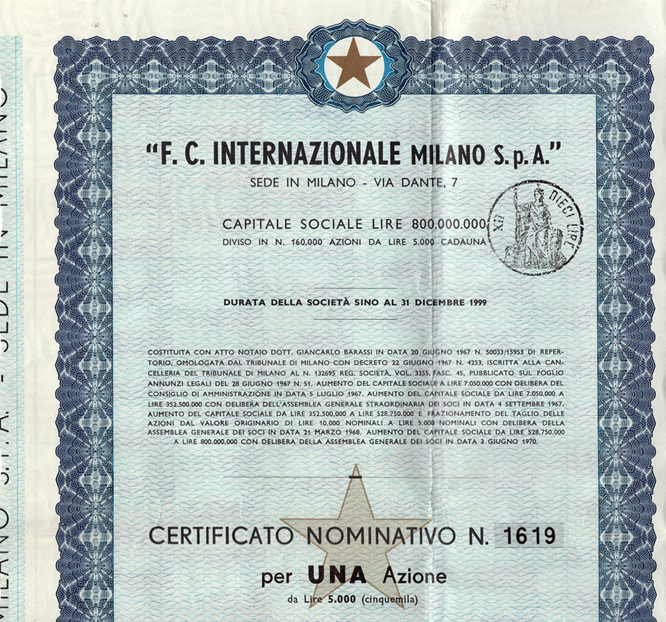 "F. C. INTERNAZIONALE MILANO S. p. A."
SEDE IN MILANO - VIA DANTE, 7
CAPITALE SOCIALE LIRE 800.000.000
DIVISO IN N. 160.000 AZIONI DA LIRE 5.000 CADAUNA
DIECI LIRE
DURATA DELLA SOCIETÀ SINO AL 31 DICEMBRE 1999
COSTITUITA CON ATTO NOTAIO DOTT. GIANCARLO BARASSI IN DATA 20 GIUGNO 1967 N. 50033/15953 DI REPER-
TORIO, OMOLOGATA DAL TRIBUNALE DI MILANO CON DECRETO 22 GIUGNO 1967 N. 4253, ISCRITTA ALLA CAN-
CELLERIA DEL TRIBUNALE DI MILANO AL N. 132695 REG. SOCIETÀ, VOL. 3355, FASC. 45, PUBBLICATO SUL FOGLIO
ANNUNZI LEGALI DEL 28 GIUGNO 1967 N. 51. AUMENTO DEL CAPITALE SOCIALE A LIRE 7.050.000 CON DELIBERA DEL
CONSIGLIO DI AMMINISTRAZIONE IN DATA 5 LUGLIO 1967. AUMENTO DEL CAPITALE SOCIALE DA LIRE 7.050.000 A
LIRE 352.500.000 CON DELIBERA DELL'ASSEMBLEA GENERALE STRAORDINARIA DEI SOCI IN DATA 4 SETTEMBRE 1967.
AUMENTO DEL CAPITALE SOCIALE DA LIRE 352.500.000 A LIRE 528.750.000 E FRAZIONAMENTO DEL TAGLIO DELLE
AZIONI DAL VALORE ORIGINARIO DI LIRE 10.000 NOMINALI A LIRE 5.000 NOMINALI CON DELIBERA DELLA
ASSEMBLEA GENERALE DEI SOCI IN DATA 21 MARZO 1968. AUMENTO DEL CAPITALE SOCIALE DA LIRE 528.750.000
A LIRE 800.000.000 CON DELIBERA DELLA ASSEMBLEA GENERALE DEI SOCI IN DATA 3 GIUGNO 1970.
CERTIFICATO NOMINATIVO N. 1619
per UNA Azione
da Lire 5.000 (cinquemila)
MILANO S.P.A. - SEDE IN MILANO